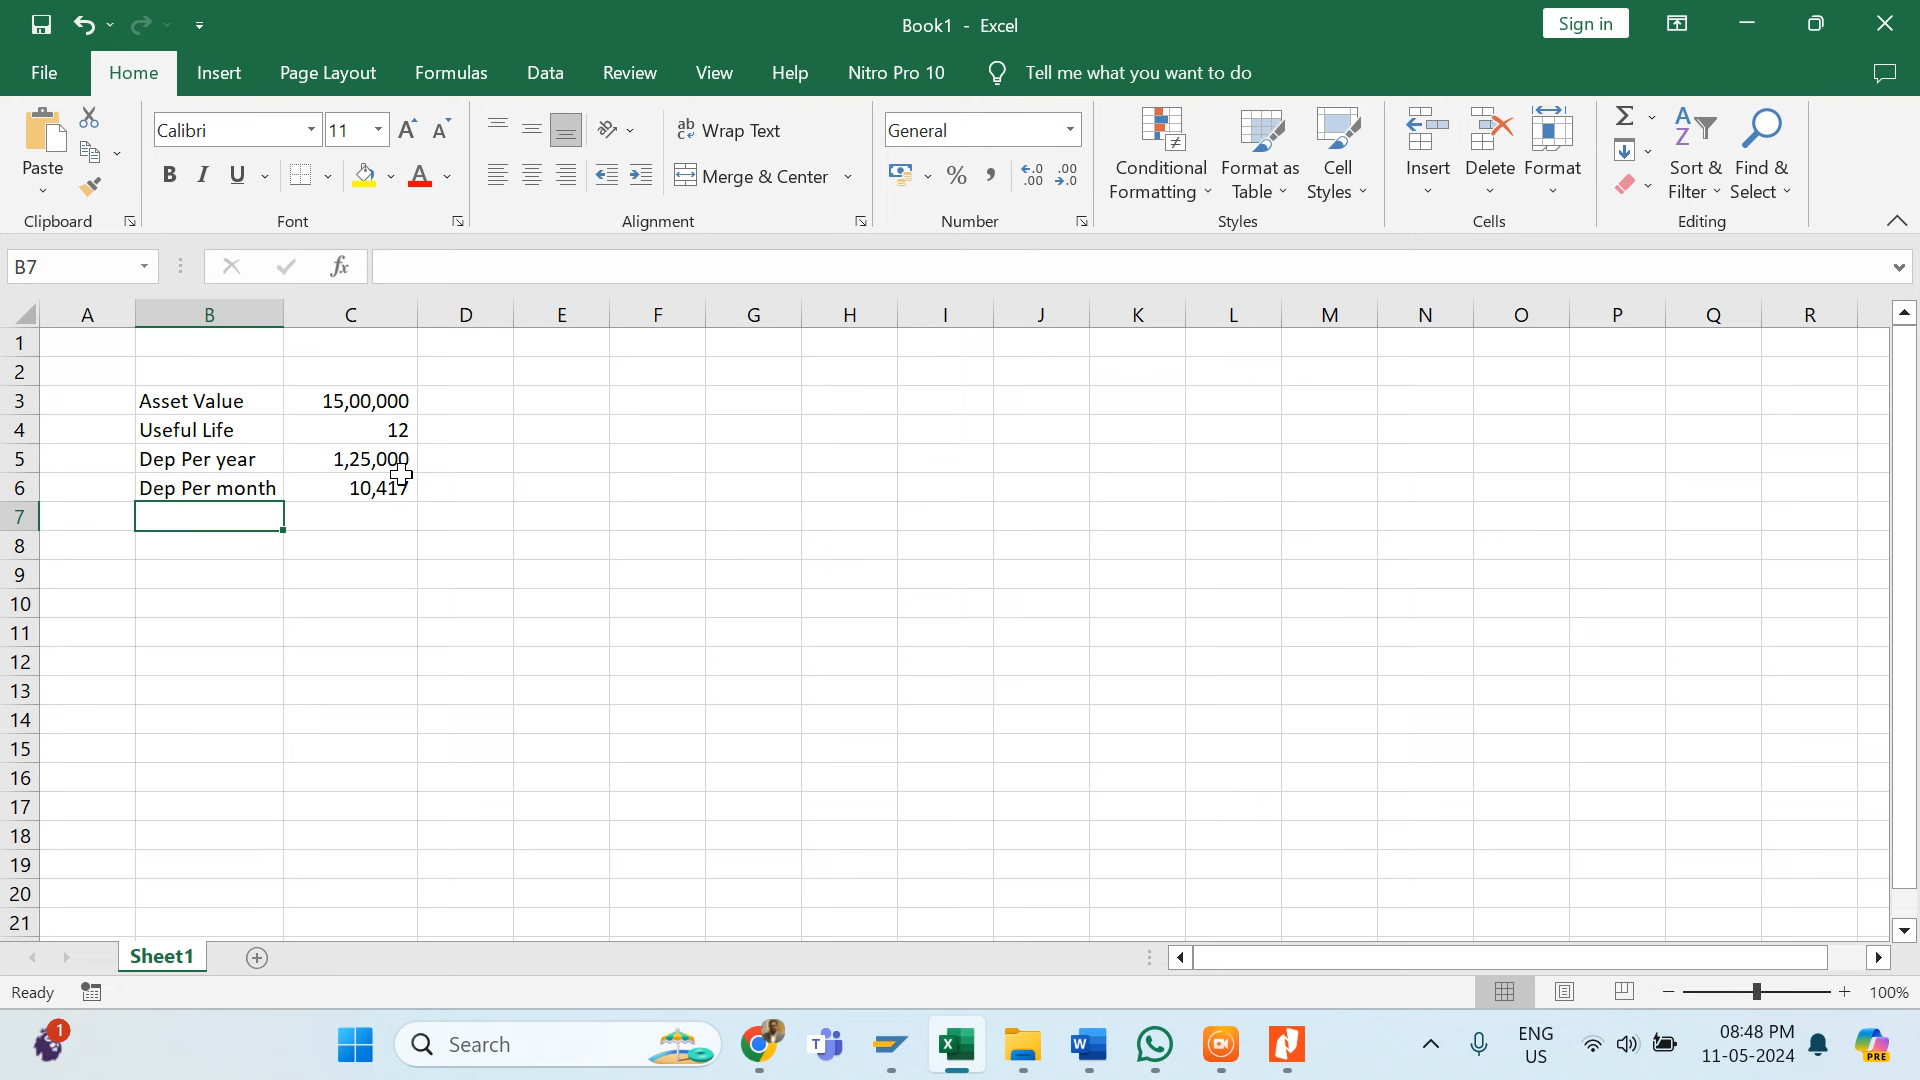 Book1 - Excel
Sign in
File Home Insert Page Layout Formulas Data Review View Help Nitro Pro 10 Tell me what you want to do
Calibri 11 Wrap Text General
Paste Merge & Center Conditional Formatting Format as Table Cell Styles Insert Delete Format Sort & Filter Find & Select
Clipboard Font Alignment Number Styles Cells Editing
B7 fx
A B C D E F G H I J K L M N O P Q R
1
2
3 Asset Value 15,00,000
4 Useful Life 12
5 Dep Per year 1,25,000
6 Dep Per month 10,417
7
8
9
10
11
12
13
14
15
16
17
18
19
20
21
Sheet1
Ready 100%
1 Search ENG US 08:48 PM 11-05-2024 PRE